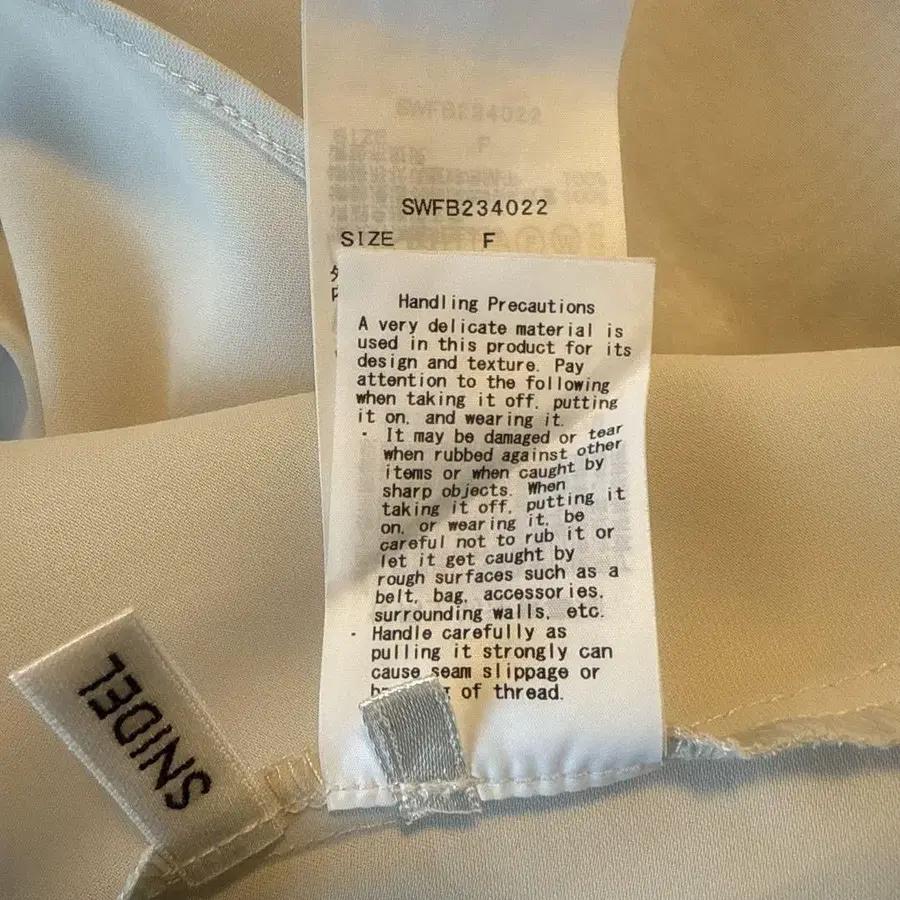 SWFB234022
SIZE F
Handling Precautions
A very delicate material is
used in this product for its
design and texture. Pay
attention to the following
when taking it off, putting
it on, and wearing it.
· It may be damaged or tear
when rubbed against other
items or when caught by
sharp objects. When
taking it off, putting it
on, or wearing it, be
careful not to rub it or
let it get caught by
rough surfaces such as a
belt, bag, accessories,
surrounding walls, etc.
· Handle carefully as
pulling it strongly can
cause seam slippage or
of thread.
SNIDEL